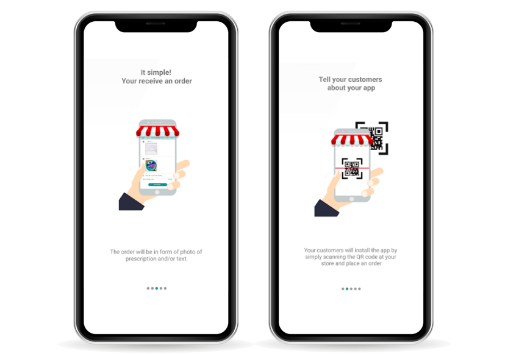 It simple!
Your receive an order
The order will be in form of photo of
prescription and/or text.
Tell your customers
about your app
Your customers will install the app by
simply scanning the QR code at your
store and place an order